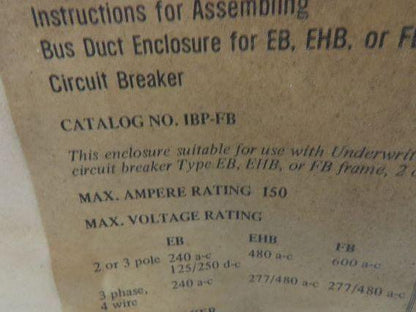 Instructions for Assembling
Bus Duct Enclosure for EB, EHB, or
Circuit Breaker
CATALOG NO. IBP-FB
This enclosure suitable for use with
circuit breaker Type EB, EHB, or FB frame, 2
MAX. AMPERE RATING 150
MAX. VOLTAGE RATING
EB EHB FB
2 or 3 pole 240 a-c 480 a-c 600 a-c
125/250 d-c
3 phase, 240 a-c 277/480 a-c 277/480 a-c
4 wire